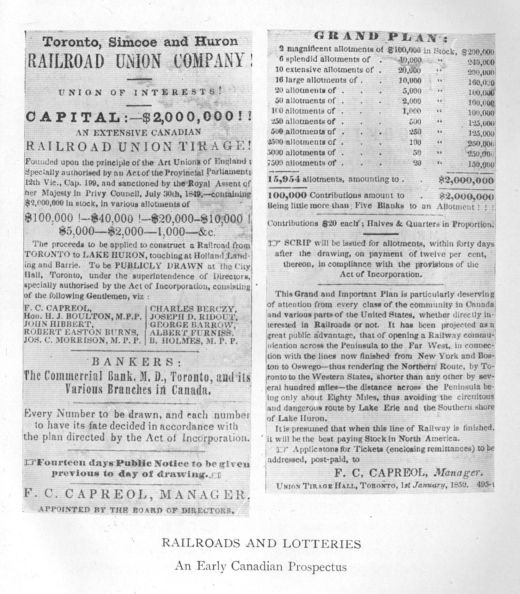 Toronto, Simcoe and Huron
RAILROAD UNION COMPANY!
UNION OF INTERESTS!
CAPITAL:—$2,000,000!!
AN EXTENSIVE CANADIAN
RAILROAD UNION TIRAGE!
Founded upon the principle of the Art Unions of England;
Specially authorised by an Act of the Provincial Parliament
12th Vic., Cap. 199, and sanctioned by the Royal Assent of
her Majesty in Privy Council, July 30th, 1849,—containing
$2,000,000 in stock, in various allotments of
$100,000!—$40,000!—$20,000—$10,000!
$5,000—$2,000—1,000—&c.
The proceeds to be applied to construct a Railroad from
TORONTO to LAKE HURON, touching at Holland Land-
ing and Barrie. To be PUBLICLY DRAWN at the City
Hall, Toronto, under the superintendence of Directors,
specially authorised by the Act of Incorporation, consisting
of the following Gentlemen, viz:
F. C. CAPREOL, | CHARLES BERCZY,
Hon. H. J. BOULTON, M.P.P. | JOSEPH D. RIDOUT,
JOHN HIBBERT, | GEORGE BARROW,
ROBERT EASTON BURNS, | ALBERT FURNISS,
JOS. C. MORRISON, M. P. P. | B. HOLMES, M. P. P.
BANKERS:
The Commercial Bank, M. D., Toronto, and its
Various Branches in Canada.
Every Number to be drawn, and each number
to have its fate decided in accordance with
the plan directed by the Act of Incorporation.
☞Fourteen days Public Notice to be given
previous to day of drawing.☜
F. C. CAPREOL, MANAGER,
APPOINTED BY THE BOARD OF DIRECTORS.
GRAND PLAN:
2 magnificent allotments of $100,000 in Stock, $200,000
6 splendid allotments of . 40,000 " 240,000
10 extensive allotments of . 20,000 " 200,000
16 large allotments of . . 10,000 " 160,000
20 allotments of . . . 5,000 " 100,000
50 allotments of . . . 2,000 " 100,000
100 allotments of . . . 1,000 " 100,000
250 allotments of . . . 500 " 125,000
500 allotments of . . . 250 " 125,000
2500 allotments of . . . 100 " 250,000
5000 allotments of . . . 50 " 250,000
7500 allotments of . . . 20 " 150,000
15,954 allotments, amounting to . . $2,000,000
100,000 Contributions amount to $2,000,000
Being little more than Five Blanks to an Allotment!!!
Contributions $20 each; Halves & Quarters in Proportion.
☞ SCRIP will be issued for allotments, within forty days
after the drawing, on payment of twelve per cent,
thereon, in compliance with the provisions of the
Act of Incorporation.
This Grand and Important Plan is particularly deserving
of attention from every class of the community in Canada
and various parts of the United States, whether directly in-
terested in Railroads or not. It has been projected as a
great public advantage, that of opening a Railway commu-
nication across the Peninsula to the Far West, in connec-
tion with the lines now finished from New York and Bos-
ton to Oswego—thus rendering the Northern Route, by To-
ronto to the Western States, shorter than any other by sev-
eral hundred miles—the distance across the Peninsula be-
ing only about Eighty Miles, thus avoiding the circuitous
and dangerous route by Lake Erie and the Southern shore
of Lake Huron.
It is presumed that when this line of Railway is finished,
it will be the best paying Stock in North America.
☞ Applicatons for Tickets (enclosing remittances) to be
addressed, post-paid, to
F. C. CAPREOL, Manager.
UNION TIRAGE HALL, TORONTO, 1st January, 1850. 495-1
RAILROADS AND LOTTERIES
An Early Canadian Prospectus